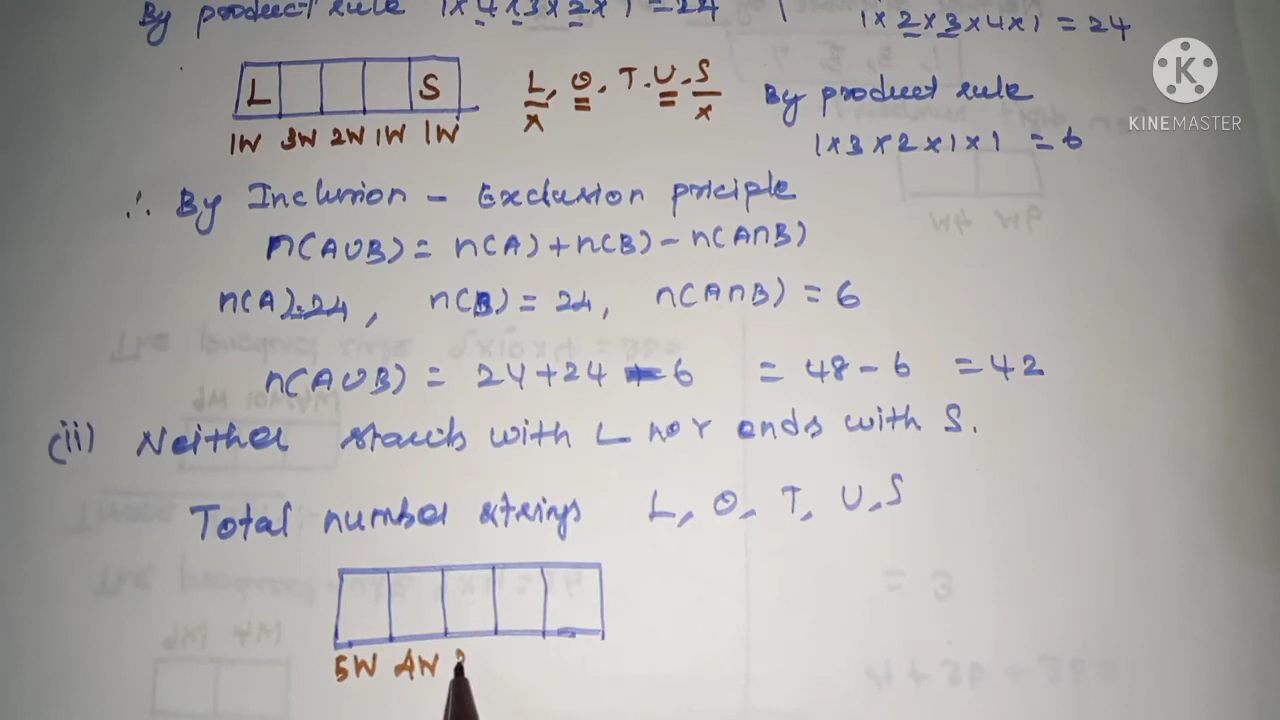 By product rule 1 x 4 x 3 x 2 x 1 = 24
1 x 2 x 3 x 4 x 1 = 24
L S
L, O, T, U, S
x x
1W 3W 2W 1W 1W
By product rule
1 x 3 x 2 x 1 x 1 = 6
K
KINEMASTER
∴ By Inclusion - Exclusion priciple
n(A∪B) = n(A) + n(B) - n(A∩B)
n(A) = 24, n(B) = 24, n(A∩B) = 6
n(A∪B) = 24 + 24 - 6 = 48 - 6 = 42
(ii) Neither starts with L nor ends with S.
Total number strings L, O, T, U, S
5W 4W